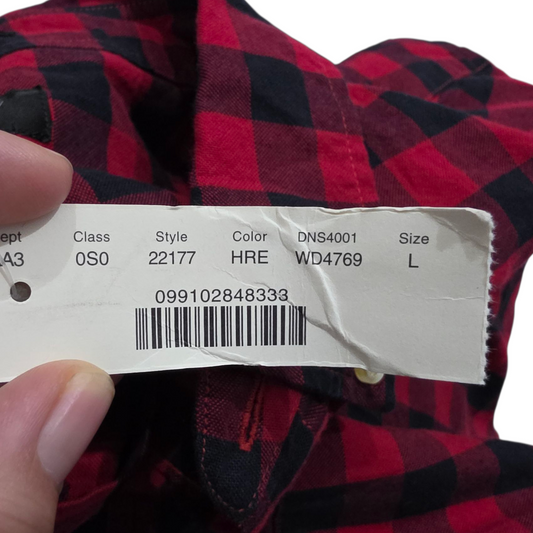 ept Class Style Color DNS4001 Size
A3 0S0 22177 HRE WD4769 L
099102848333